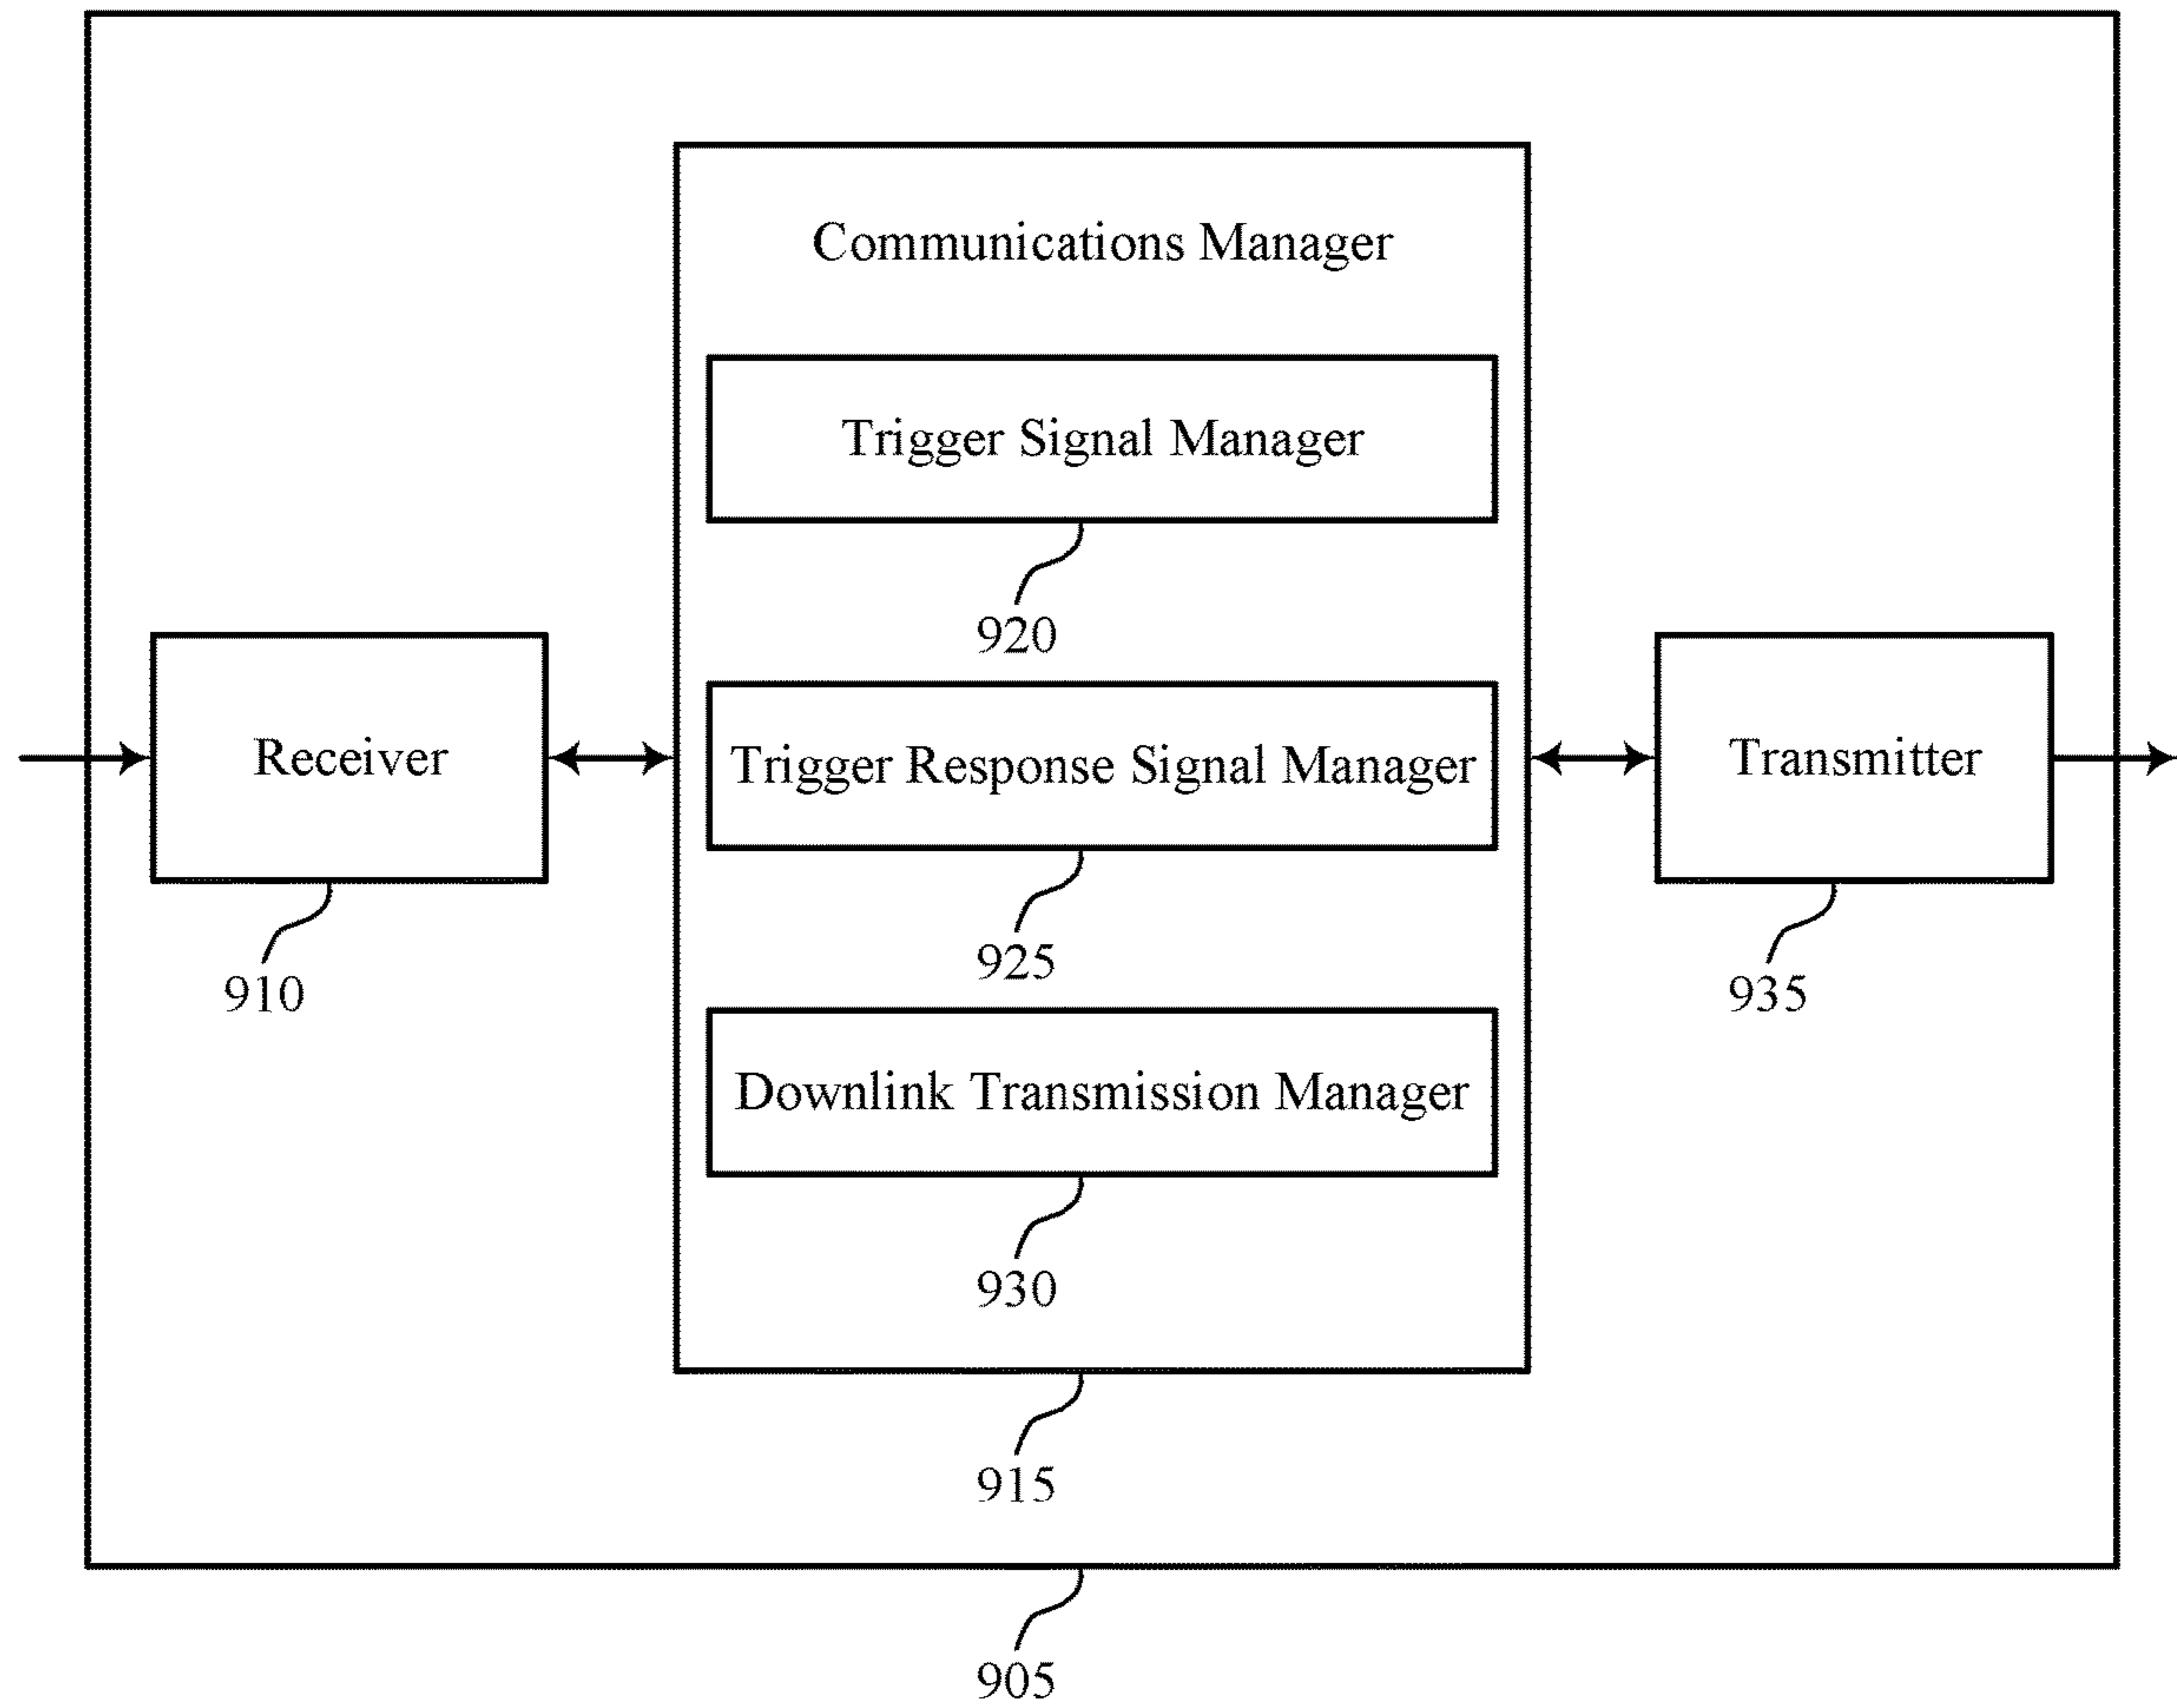 Communications Manager
Trigger Signal Manager
920
Receiver
Trigger Response Signal Manager
Transmitter
910
925
935
Downlink Transmission Manager
930
915
905